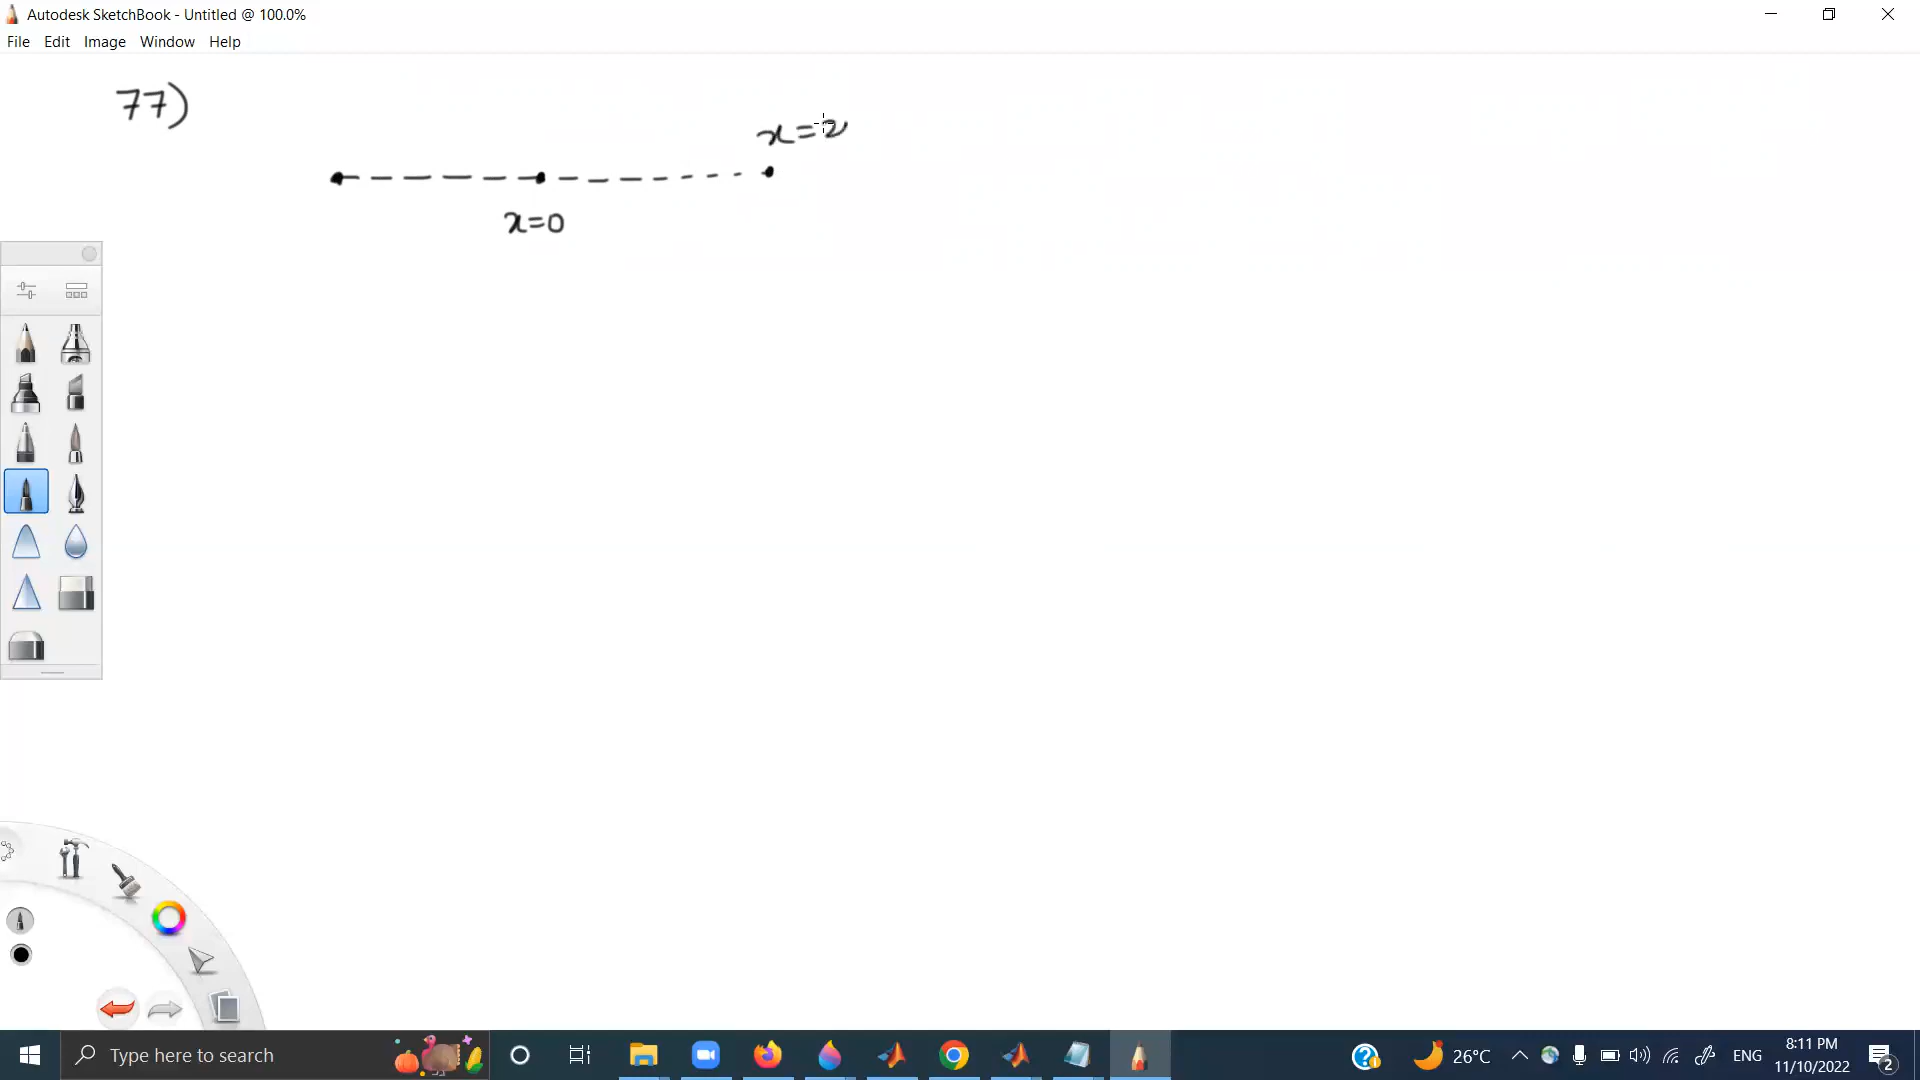 Autodesk SketchBook - Untitled @ 100.0%
File Edit Image Window Help
77)
x=2
x=0
Type here to search
26°C
ENG
8:11 PM
11/10/2022
2